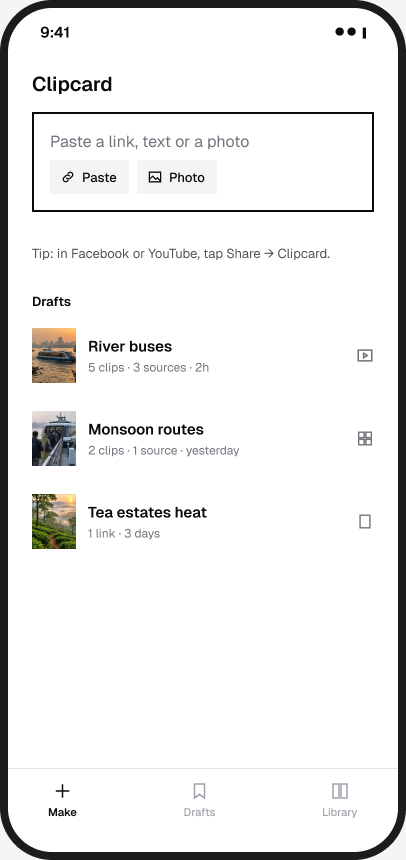 9:41
Clipcard
Paste a link, text or a photo
Paste
Photo
Tip: in Facebook or YouTube, tap Share → Clipcard.
Drafts
River buses
5 clips · 3 sources · 2h
Monsoon routes
2 clips · 1 source · yesterday
Tea estates heat
1 link · 3 days
Make
Drafts
Library